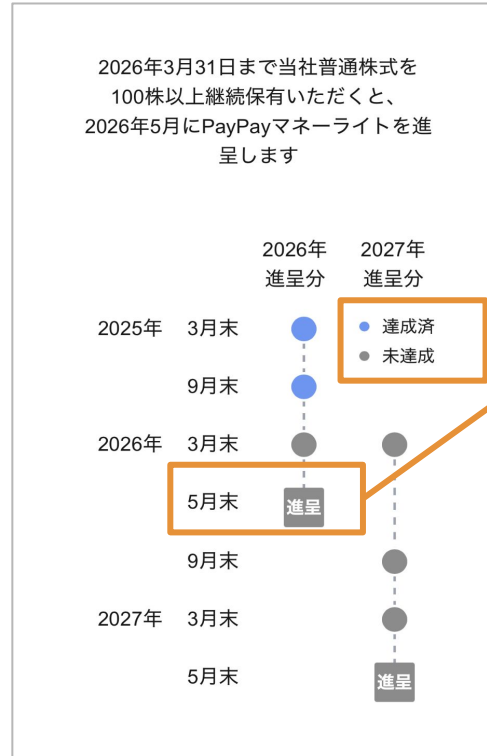 2026年3月31日まで当社普通株式を
100株以上継続保有いただくと、
2026年5月にPayPayマネーライトを進
呈します
2026年 2027年
進呈分 進呈分
2025年 3月末
達成済
未達成
9月末
2026年 3月末
5月末 進呈
9月末
2027年 3月末
5月末 進呈